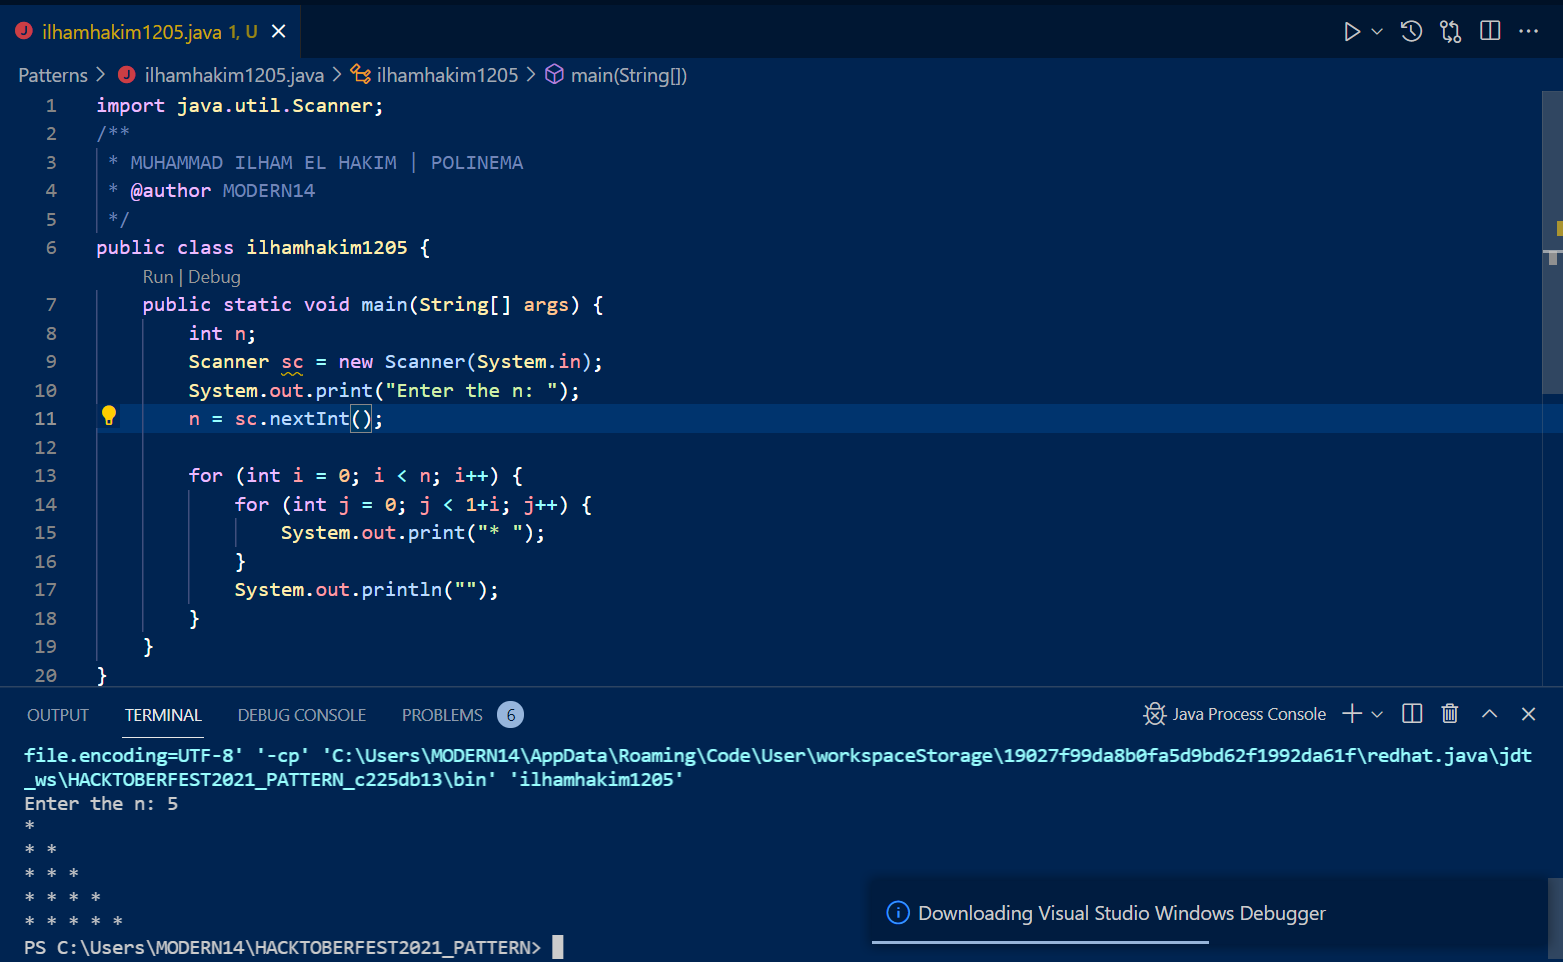 ilhamhakim1205.java 1, U
Patterns > ilhamhakim1205.java > ilhamhakim1205 > main(String[])
1 import java.util.Scanner;
2 /**
3 * MUHAMMAD ILHAM EL HAKIM | POLINEMA
4 * @author MODERN14
5 */
6 public class ilhamhakim1205 {
Run | Debug
7 public static void main(String[] args) {
8 int n;
9 Scanner sc = new Scanner(System.in);
10 System.out.print("Enter the n: ");
11 n = sc.nextInt();
12
13 for (int i = 0; i < n; i++) {
14 for (int j = 0; j < 1+i; j++) {
15 System.out.print("* ");
16 }
17 System.out.println("");
18 }
19 }
20 }
OUTPUT TERMINAL DEBUG CONSOLE PROBLEMS 6 Java Process Console
file.encoding=UTF-8' '-cp' 'C:\Users\MODERN14\AppData\Roaming\Code\User\workspaceStorage\19027f99da8b0fa5d9bd62f1992da61f\redhat.java\jdt
_ws\HACKTOBERFEST2021_PATTERN_c225db13\bin' 'ilhamhakim1205'
Enter the n: 5
*
* *
* * *
* * * *
* * * * *
PS C:\Users\MODERN14\HACKTOBERFEST2021_PATTERN>
Downloading Visual Studio Windows Debugger